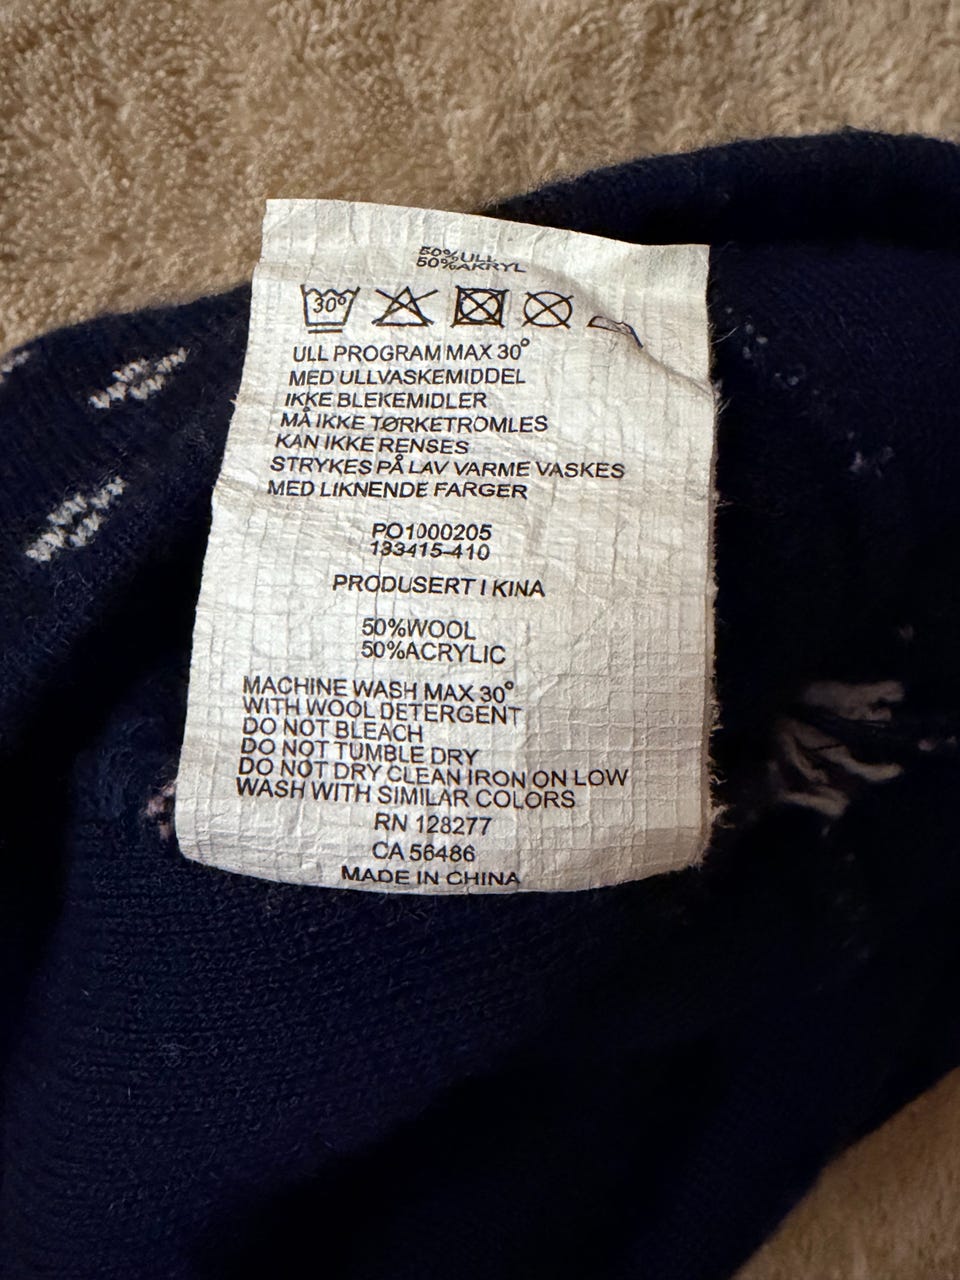 50%ULL
50%AKRYL
30°
ULL PROGRAM MAX 30°
MED ULLVASKEMIDDEL
IKKE BLEKEMIDLER
MÅ IKKE TØRKETROMLES
KAN IKKE RENSES
STRYKES PÅ LAV VARME VASKES
MED LIKNENDE FARGER
PO1000205
133415-410
PRODUSERT I KINA
50%WOOL
50%ACRYLIC
MACHINE WASH MAX 30°
WITH WOOL DETERGENT
DO NOT BLEACH
DO NOT TUMBLE DRY
DO NOT DRY CLEAN IRON ON LOW
WASH WITH SIMILAR COLORS
RN 128277
CA 56486
MADE IN CHINA